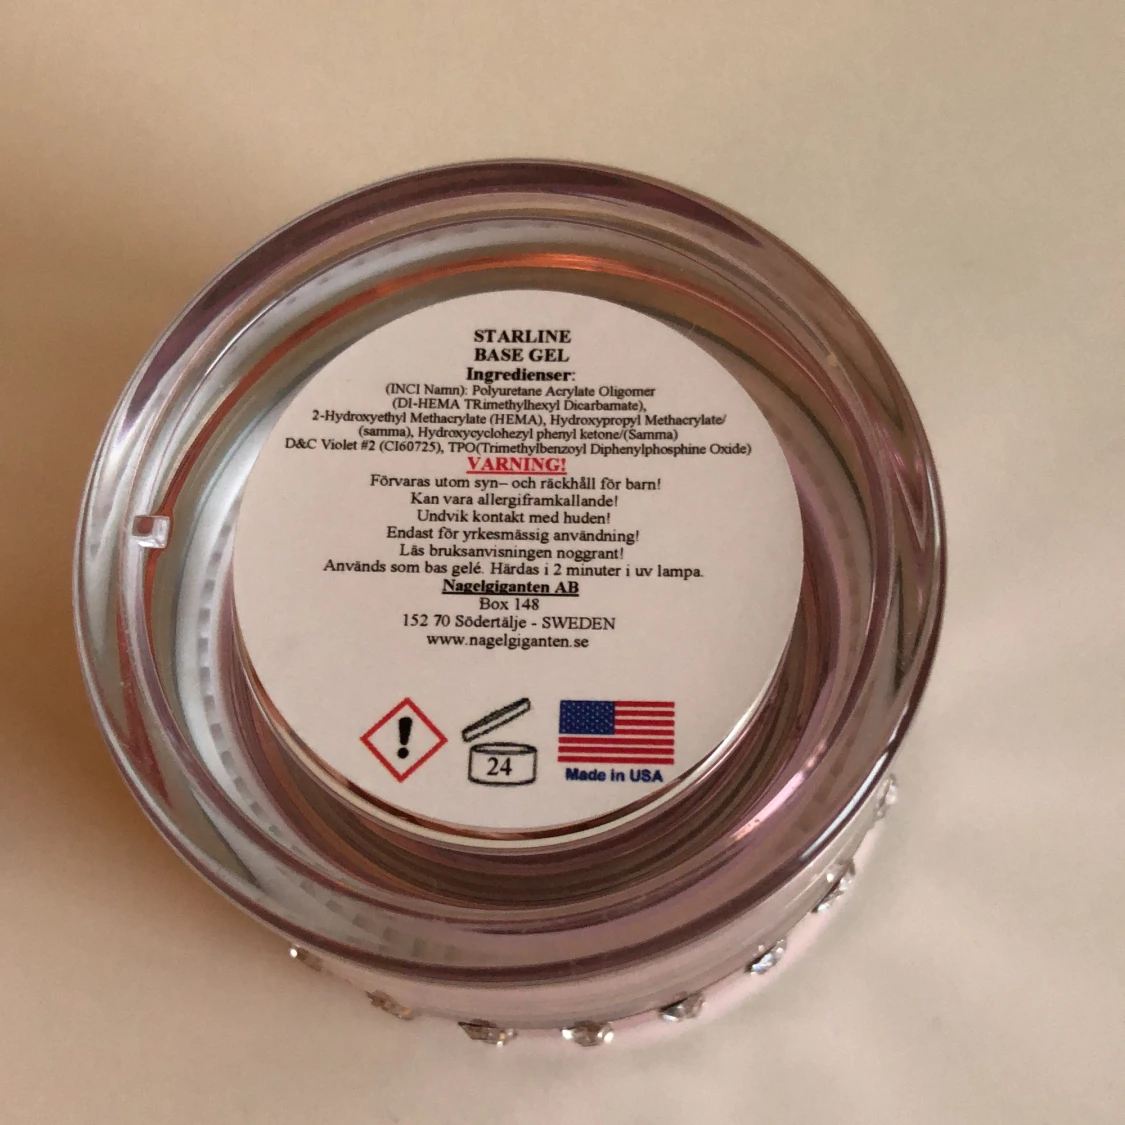 STARLINE
BASE GEL
Ingredienser:
(INCI Namn): Polyuretane Acrylate Oligomer
(DI-HEMA TRimethylhexyl Dicarbamate),
2-Hydroxyethyl Methacrylate (HEMA), Hydroxypropyl Methacrylate/
(samma), Hydroxycyclohezyl phenyl ketone/(Samma)
D&C Violet #2 (CI60725), TPO(Trimethylbenzoyl Diphenylphosphine Oxide)
VARNING!
Förvaras utom syn– och räckhåll för barn!
Kan vara allergiframkallande!
Undvik kontakt med huden!
Endast för yrkesmässig användning!
Läs bruksanvisningen noggrant!
Används som bas gelé. Härdas i 2 minuter i uv lampa.
Nagelgiganten AB
Box 148
152 70 Södertälje - SWEDEN
www.nagelgiganten.se
24
Made in USA